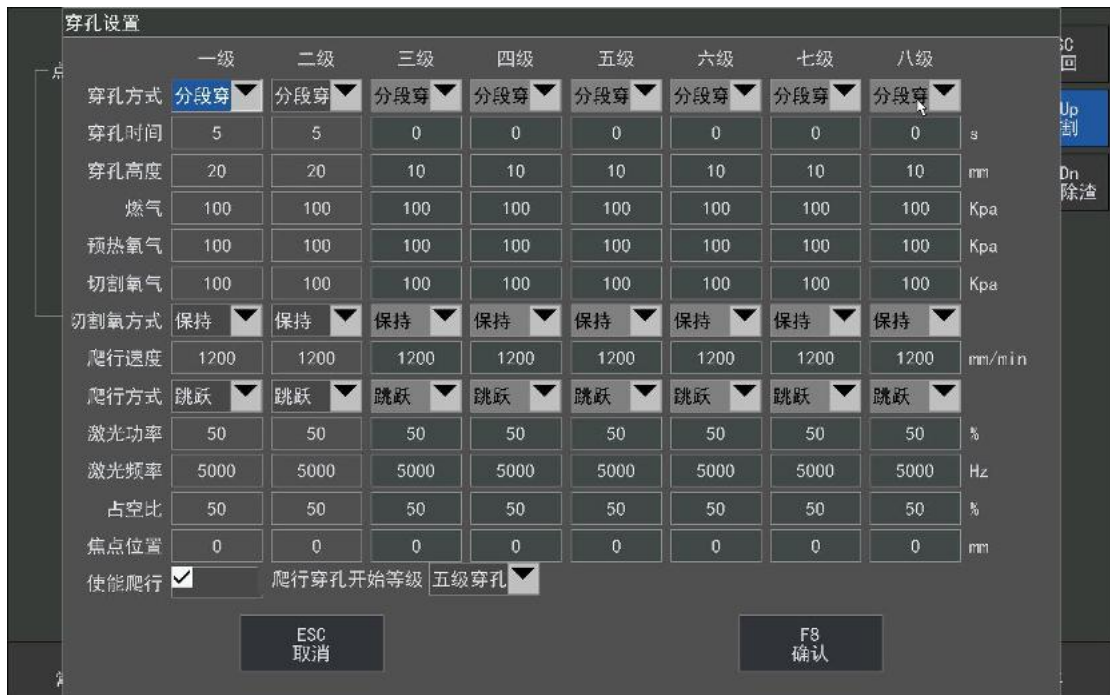 穿孔设置
一级 二级 三级 四级 五级 六级 七级 八级
穿孔方式 分段穿 分段穿 分段穿 分段穿 分段穿 分段穿 分段穿 分段穿
穿孔时间 5 5 0 0 0 0 0 0 s
穿孔高度 20 20 10 10 10 10 10 10 mm
燃气 100 100 100 100 100 100 100 100 Kpa
预热氧气 100 100 100 100 100 100 100 100 Kpa
切割氧气 100 100 100 100 100 100 100 100 Kpa
切割氧方式 保持 保持 保持 保持 保持 保持 保持 保持
爬行速度 1200 1200 1200 1200 1200 1200 1200 1200 mm/min
爬行方式 跳跃 跳跃 跳跃 跳跃 跳跃 跳跃 跳跃 跳跃
激光功率 50 50 50 50 50 50 50 50 %
激光频率 5000 5000 5000 5000 5000 5000 5000 5000 Hz
占空比 50 50 50 50 50 50 50 50 %
焦点位置 0 0 0 0 0 0 0 0 mm
使能爬行 爬行穿孔开始等级 五级穿孔
ESC
取消
F8
确认
回
Up
割
Dn
除渣